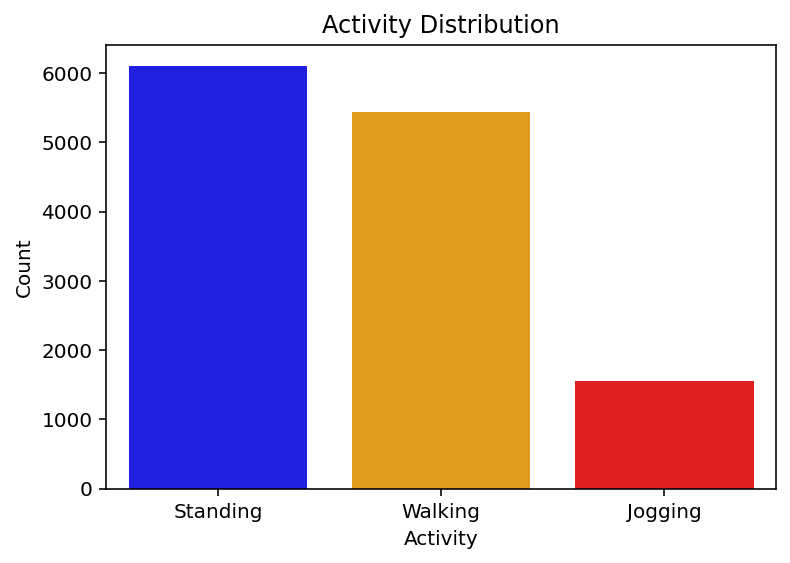 Activity Distribution
Count
6000
5000
4000
3000
2000
1000
0
Standing
Walking
Jogging
Activity